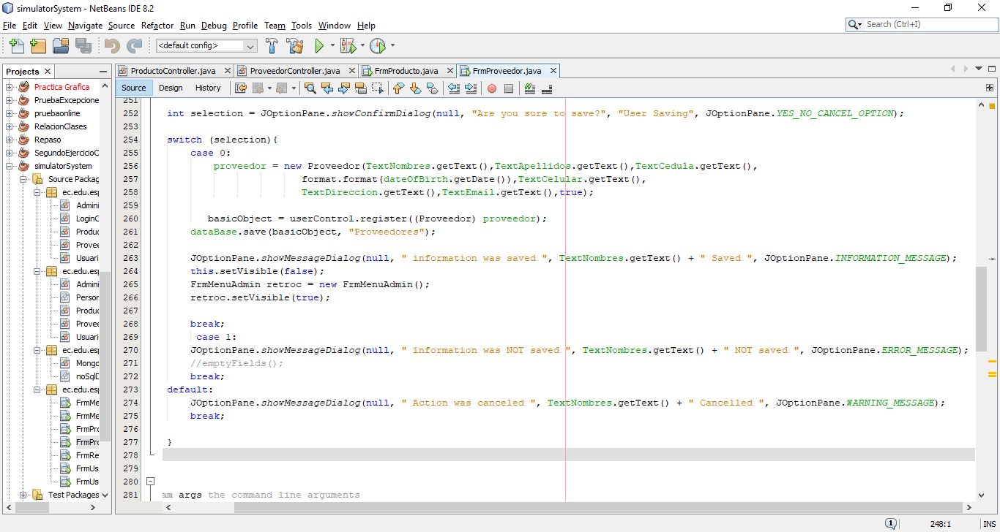 simulatorSystem - NetBeans IDE 8.2
File Edit View Navigate Source Refactor Run Debug Profile Team Tools Window Help
Search (Ctrl+I)
<default config>
Projects
ProductoController.java ProveedorController.java FrmProducto.java FrmProveedor.java
Source Design History
Practica Grafica
PruebaExcepcione
pruebaonline
RelacionClases
Repaso
SegundoEjercicioC
simulatorSystem
Source Packag
ec.edu.esp
Admini
LoginC
Produc
Provee
Usuari
ec.edu.esp
Admini
Person
Produc
Provee
Usuari
ec.edu.esp
Mongo
noSqlD
ec.edu.esp
FrmMe
FrmMe
FrmPro
FrmPro
FrmRe
FrmUs
FrmUs
Test Packages
251
252 int selection = JOptionPane.showConfirmDialog(null, "Are you sure to save?", "User Saving", JOptionPane.YES_NO_CANCEL_OPTION);
253
254 switch (selection){
255 case 0:
256 proveedor = new Proveedor(TextNombres.getText(),TextApellidos.getText(),TextCedula.getText(),
257 format.format(dateOfBirth.getDate()),TextCelular.getText(),
258 TextDireccion.getText(),TextEmail.getText(),true);
259
260 basicObject = userControl.register((Proveedor) proveedor);
261 dataBase.save(basicObject, "Proveedores");
262
263 JOptionPane.showMessageDialog(null, " information was saved ", TextNombres.getText() + " Saved ", JOptionPane.INFORMATION_MESSAGE);
264 this.setVisible(false);
265 FrmMenuAdmin retroc = new FrmMenuAdmin();
266 retroc.setVisible(true);
267
268 break;
269 case 1:
270 JOptionPane.showMessageDialog(null, " information was NOT saved ", TextNombres.getText() + " NOT saved ", JOptionPane.ERROR_MESSAGE);
271 //emptyFields();
272 break;
273 default:
274 JOptionPane.showMessageDialog(null, " Action was canceled ", TextNombres.getText() + " Cancelled ", JOptionPane.WARNING_MESSAGE);
275 break;
276
277 }
278
279
280
281 am args the command line arguments
1 248:1 INS